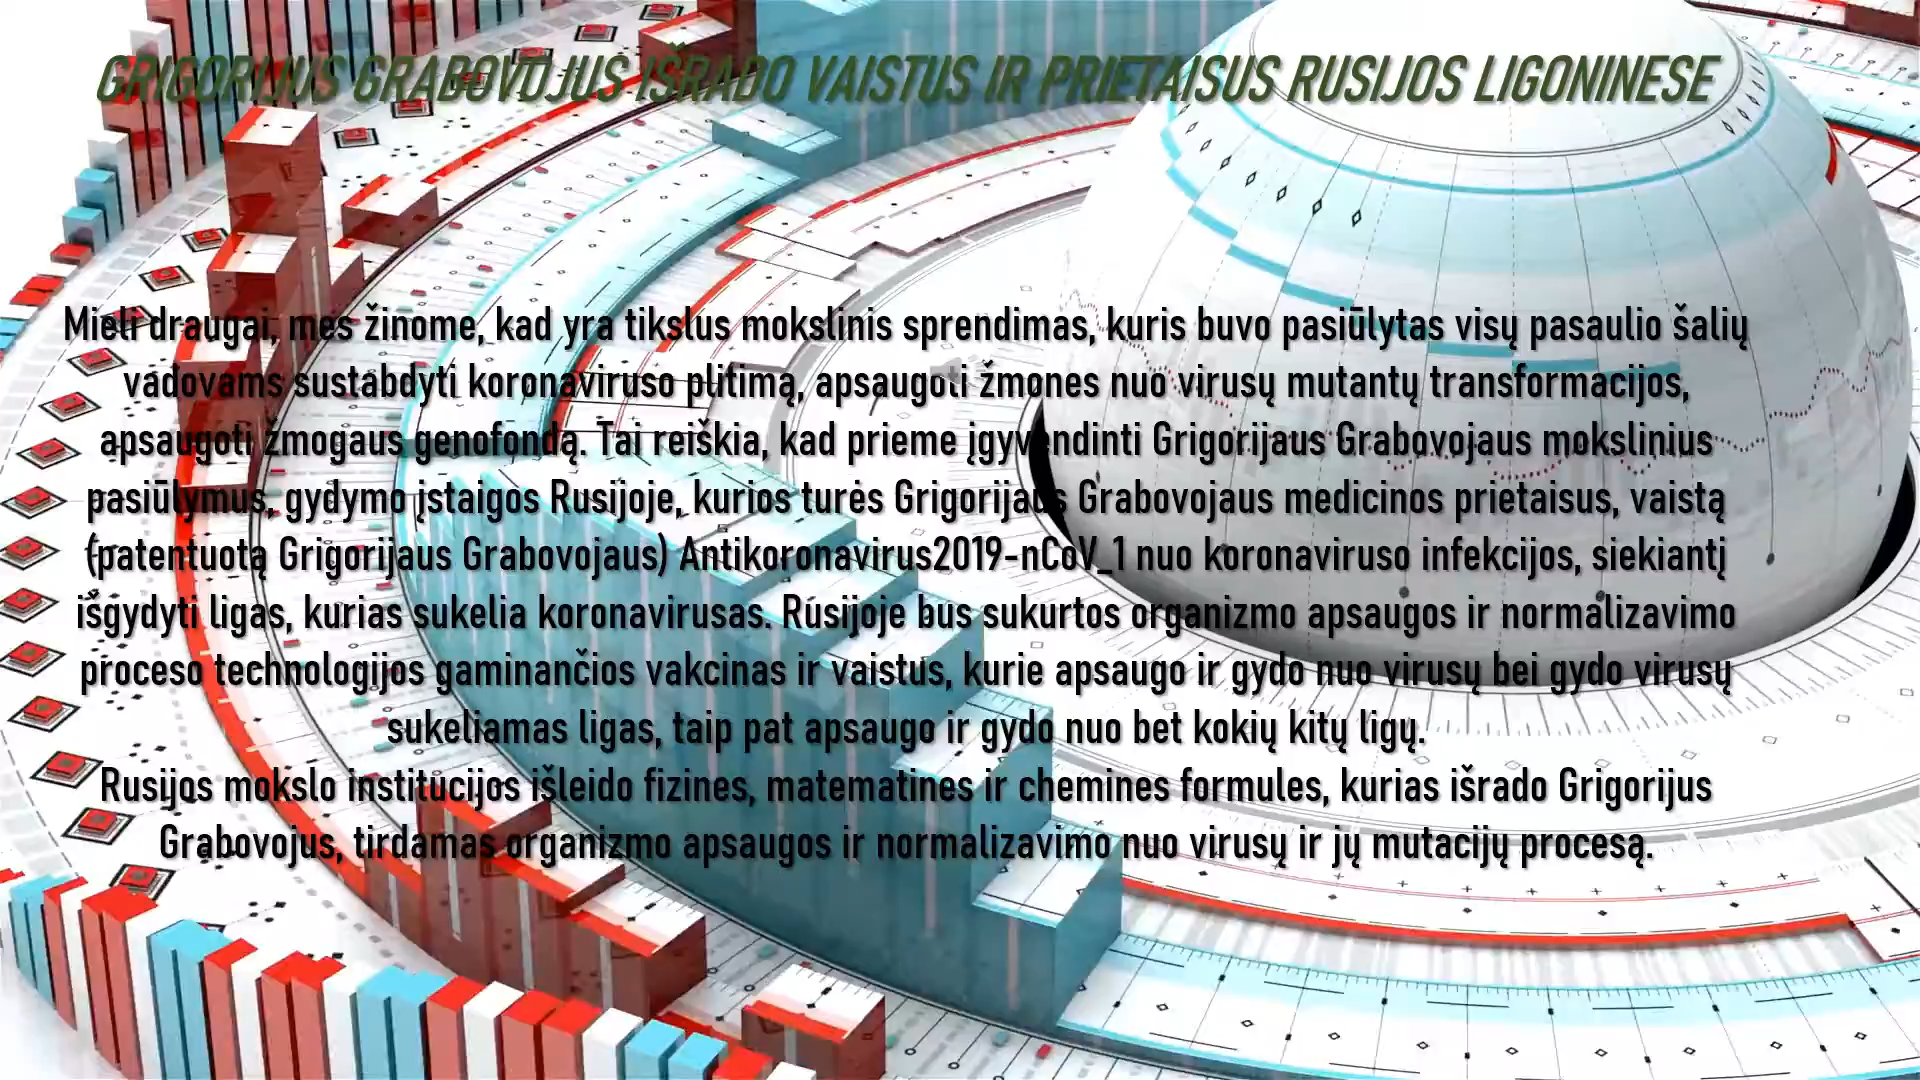 GRIGORIJUS GRABOVOJUS IŠRADO VAISTUS IR PRIETAISUS RUSIJOS LIGONINESE
Mieli draugai, mes žinome, kad yra tikslus mokslinis sprendimas, kuris buvo pasiūlytas visų pasaulio šalių
vadovams sustabdyti koronaviruso plitimą, apsaugoti žmones nuo virusų mutantų transformacijos,
apsaugoti žmogaus genofondą. Tai reiškia, kad prieme įgyvendinti Grigorijaus Grabovojaus mokslinius
pasiūlymus, gydymo įstaigos Rusijoje, kurios turės Grigorijaus Grabovojaus medicinos prietaisus, vaistą
(patentuotą Grigorijaus Grabovojaus) Antikoronavirus2019-nCoV_1 nuo koronaviruso infekcijos, siekiantį
išgydyti ligas, kurias sukelia koronavirusas. Rusijoje bus sukurtos organizmo apsaugos ir normalizavimo
proceso technologijos gaminančios vakcinas ir vaistus, kurie apsaugo ir gydo nuo virusų bei gydo virusų
sukeliamas ligas, taip pat apsaugo ir gydo nuo bet kokių kitų ligų.
Rusijos mokslo institucijos išleido fizines, matematines ir chemines formules, kurias išrado Grigorijus
Grabovojus, tirdamas organizmo apsaugos ir normalizavimo nuo virusų ir jų mutacijų procesą.